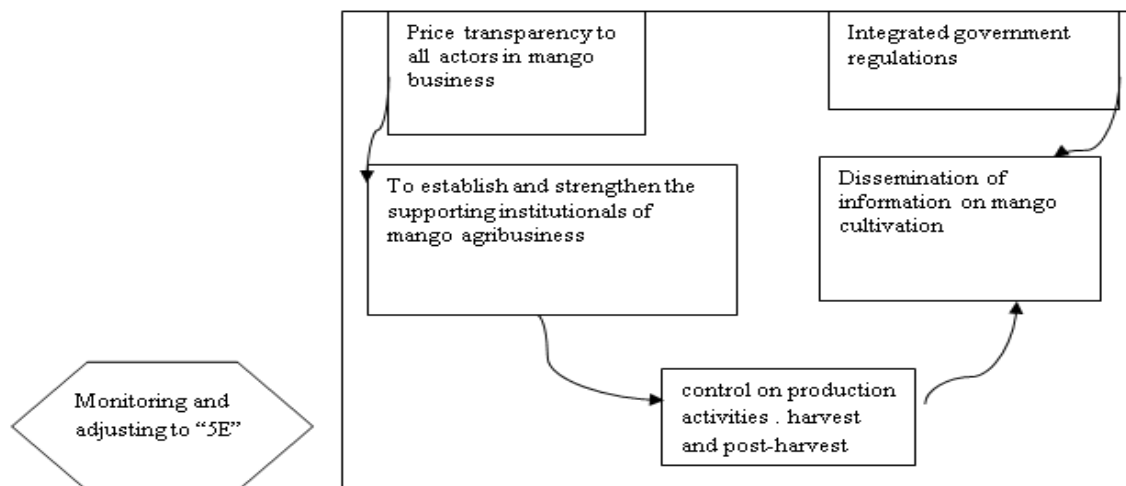 Price transparency to
all actors in mango
business
Integrated government
regulations
To establish and strengthen the
supporting institutionals of
mango agribusiness
Dissemination of
information on mango
cultivation
Monitoring and
adjusting to “5E”
control on production
activities . harvest
and post-harvest